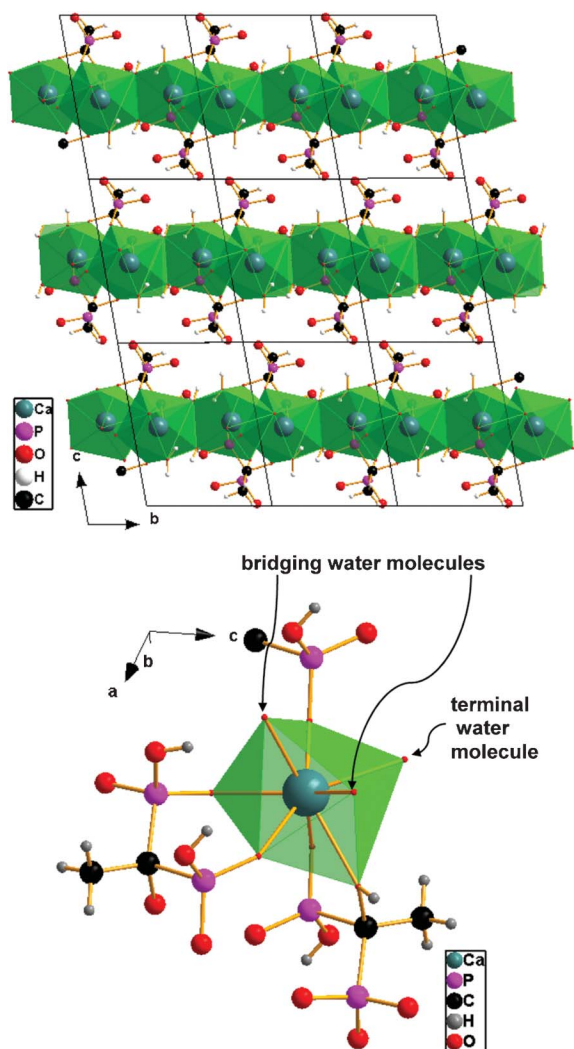 Ca
P
O
H
C
c
b
bridging water molecules
c
b
a
terminal
water
molecule
Ca
P
C
H
O